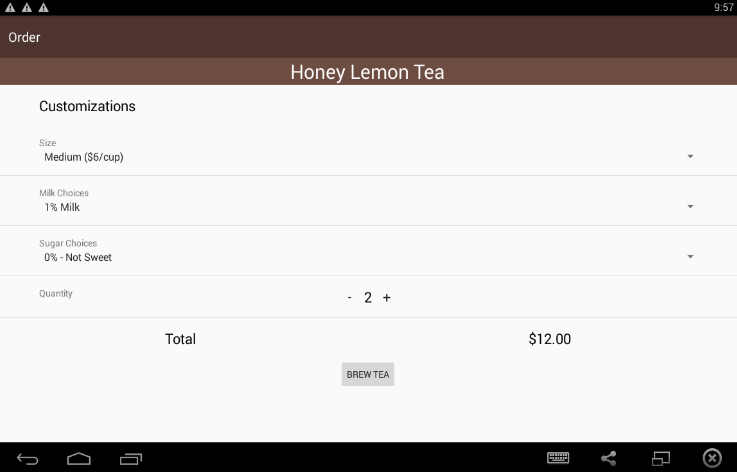 9:57
Order
Honey Lemon Tea
Customizations
Size
Medium ($6/cup)
Milk Choices
1% Milk
Sugar Choices
0% - Not Sweet
Quantity
- 2 +
Total $12.00
BREW TEA